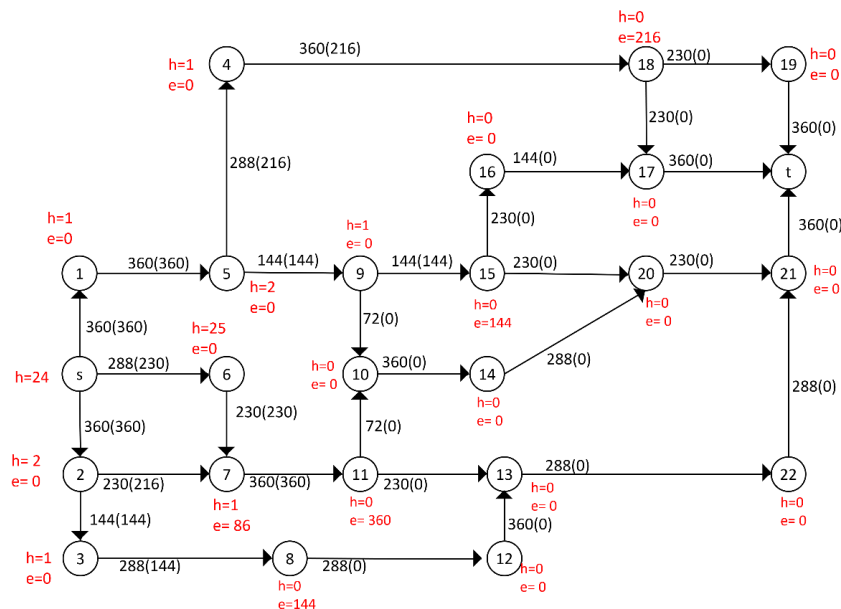 h=0
e=216
h=1
e=0
4
360(216)
18
230(0)
19
h=0
e= 0
h=0
e= 0
230(0)
360(0)
288(216)
16
144(0)
17
360(0)
t
h=0
e= 0
230(0)
360(0)
h=1
e=0
h=1
e= 0
1
360(360)
5
144(144)
9
144(144)
15
230(0)
20
230(0)
21
h=0
e= 0
h=2
e=0
h=0
e=144
h=0
e= 0
360(360)
h=25
e=0
72(0)
288(0)
h=24
s
288(230)
6
h=0
e= 0
10
360(0)
14
288(0)
h=0
e= 0
360(360)
230(230)
72(0)
h= 2
e= 0
2
230(216)
7
360(360)
11
230(0)
13
288(0)
22
h=1
e= 86
h=0
e= 360
h=0
e= 0
h=0
e= 0
144(144)
360(0)
h=1
e=0
3
288(144)
8
288(0)
12
h=0
e= 0
h=0
e=144